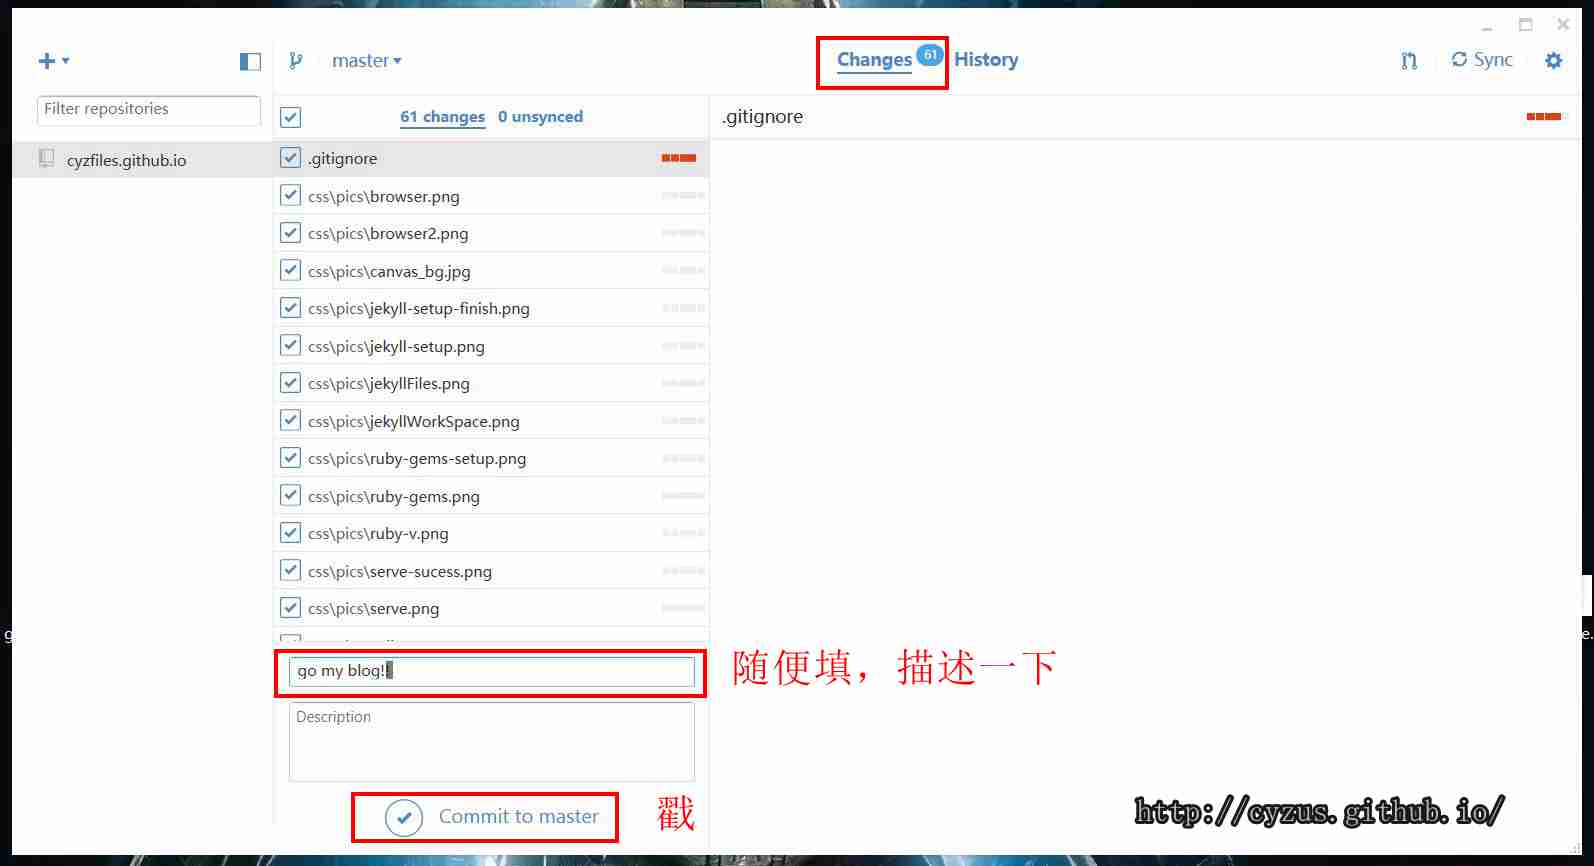 master
Changes 61 History
Sync
Filter repositories
61 changes 0 unsynced
.gitignore
cyzfiles.github.io
.gitignore
css\pics\browser.png
css\pics\browser2.png
css\pics\canvas_bg.jpg
css\pics\jekyll-setup-finish.png
css\pics\jekyll-setup.png
css\pics\jekyllFiles.png
css\pics\jekyllWorkSpace.png
css\pics\ruby-gems-setup.png
css\pics\ruby-gems.png
css\pics\ruby-v.png
css\pics\serve-sucess.png
css\pics\serve.png
go my blog!!
随便填，描述一下
Description
Commit to master
戳
http://cyzus.github.io/